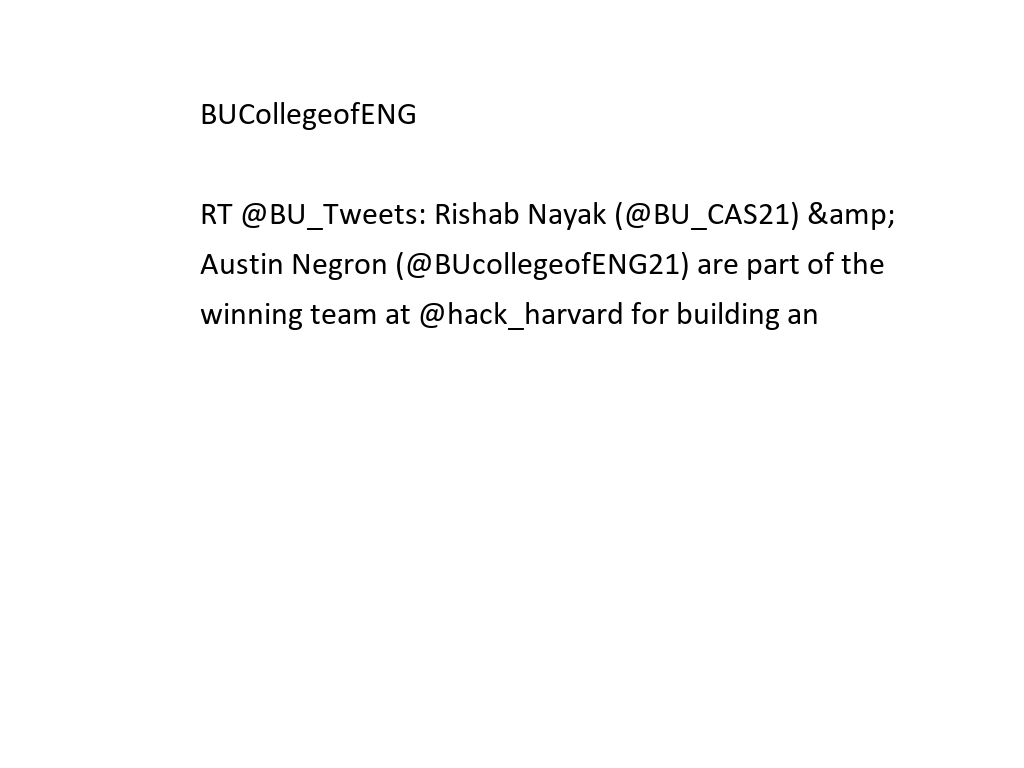 BUCollegeofENG
RT @BU_Tweets: Rishab Nayak (@BU_CAS21) &amp;
Austin Negron (@BUcollegeofENG21) are part of the
winning team at @hack_harvard for building an